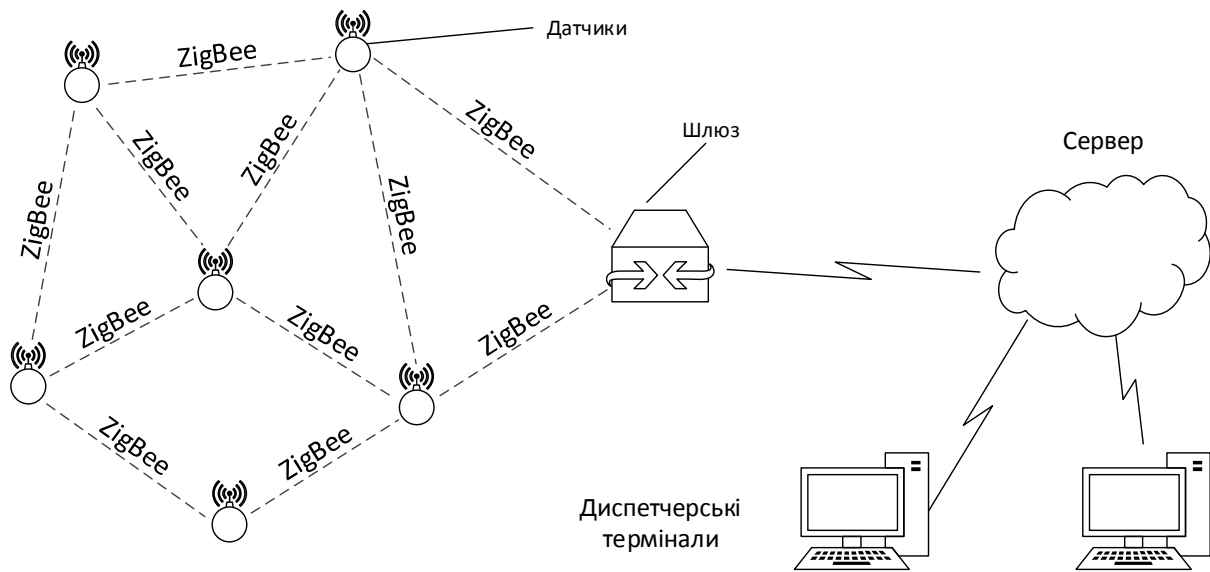 Датчики
ZigBee
ZigBee
ZigBee
ZigBee
Шлюз
Сервер
ZigBee
ZigBee
ZigBee
ZigBee
ZigBee
ZigBee
ZigBee
ZigBee
Диспетчерські
термінали